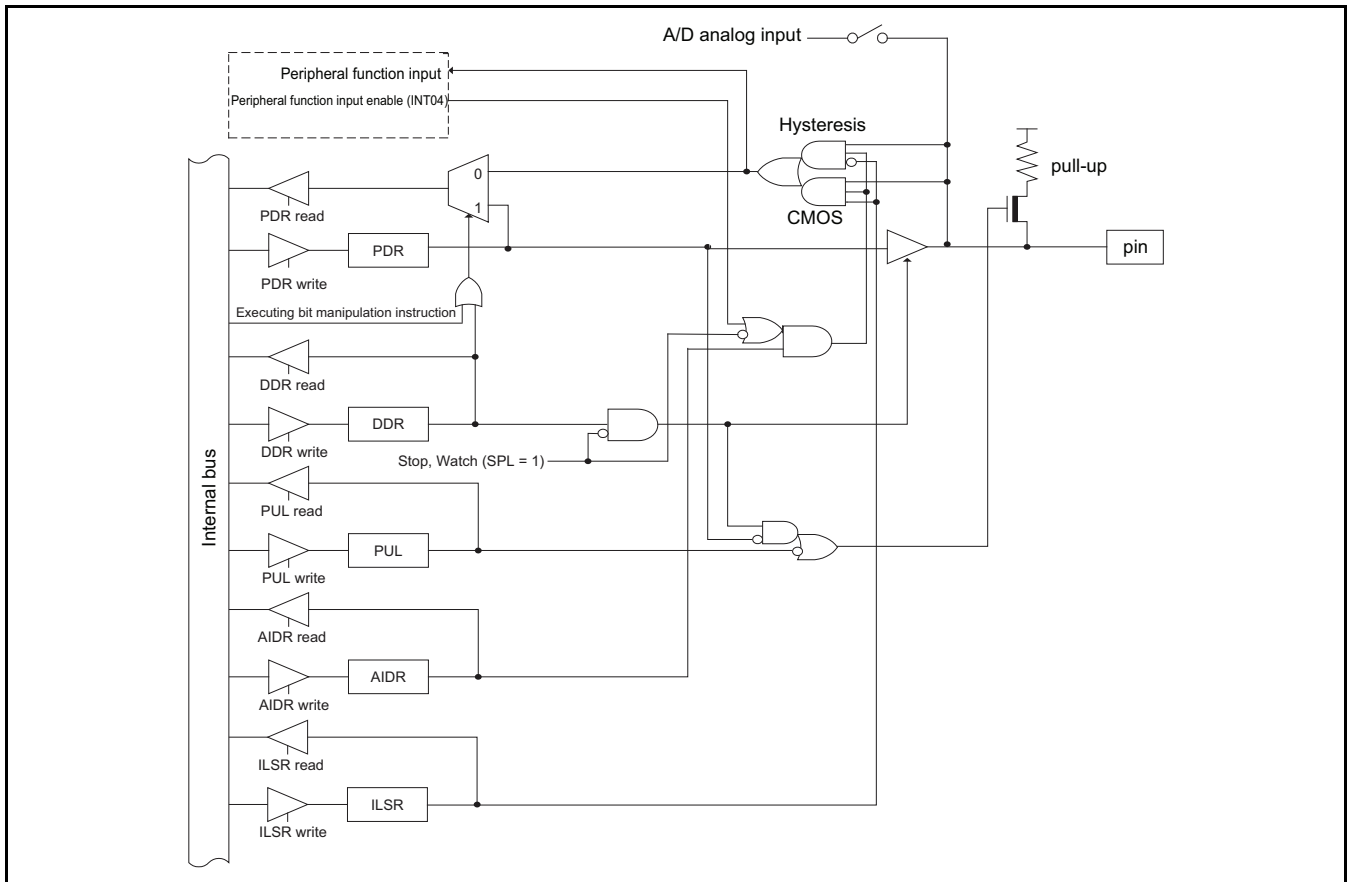 A/D analog input
Peripheral function input
Peripheral function input enable (INT04)
Hysteresis
pull-up
0
1
CMOS
PDR read
PDR
pin
PDR write
Executing bit manipulation instruction
DDR read
DDR
DDR write
Stop, Watch (SPL = 1)
Internal bus
PUL read
PUL
PUL write
AIDR read
AIDR
AIDR write
ILSR read
ILSR
ILSR write